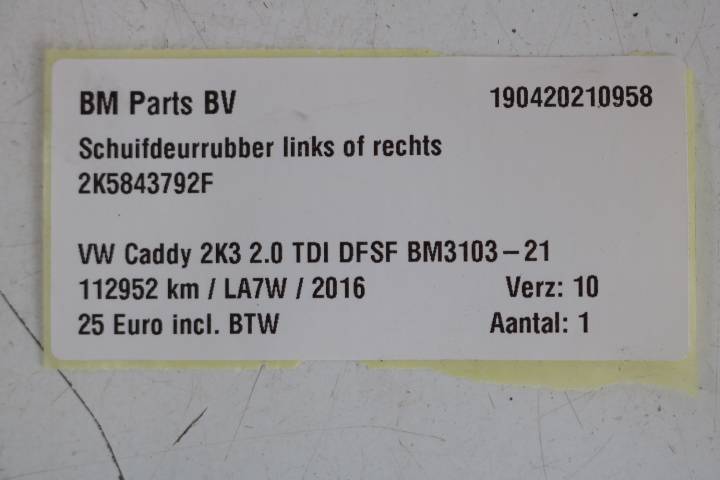 BM Parts BV 190420210958
Schuifdeurrubber links of rechts
2K5843792F
VW Caddy 2K3 2.0 TDI DFSF BM3103-21
112952 km / LA7W / 2016 Verz: 10
25 Euro incl. BTW Aantal: 1